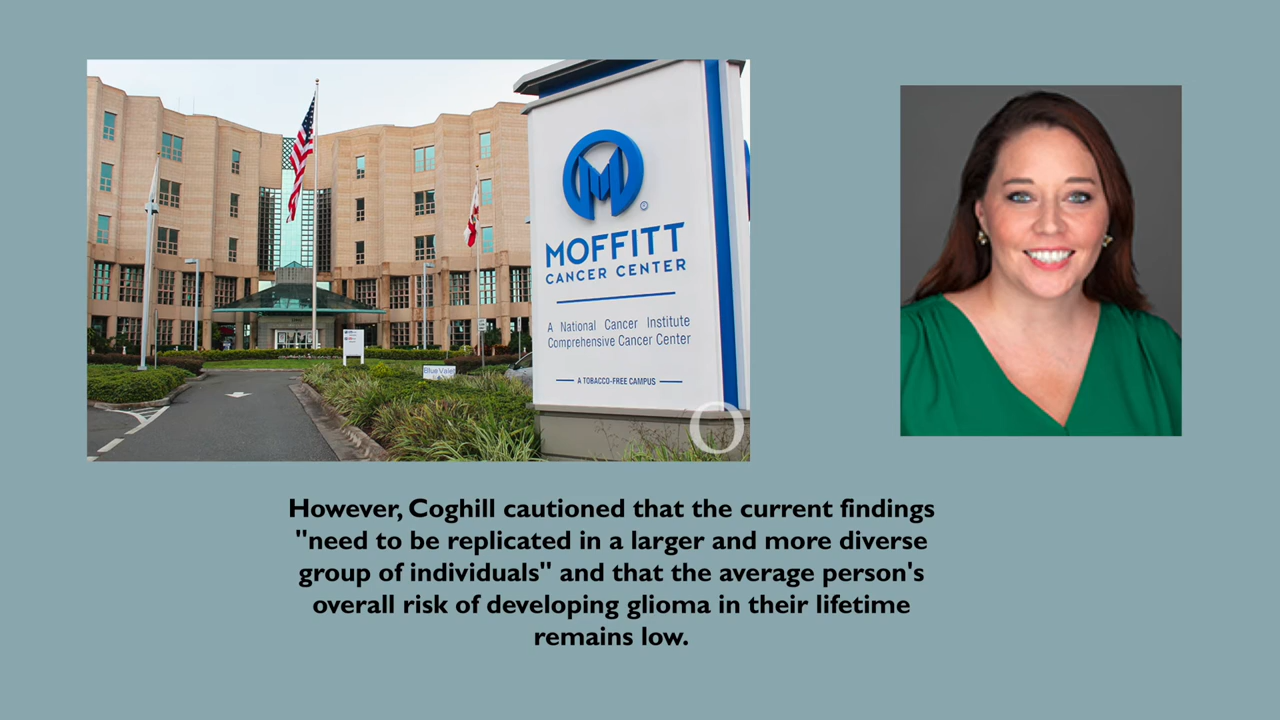 MOFFITT
CANCER CENTER
A National Cancer Institute
Comprehensive Cancer Center
A TOBACCO-FREE CAMPUS
Blue Valet
However, Coghill cautioned that the current findings
"need to be replicated in a larger and more diverse
group of individuals" and that the average person's
overall risk of developing glioma in their lifetime
remains low.